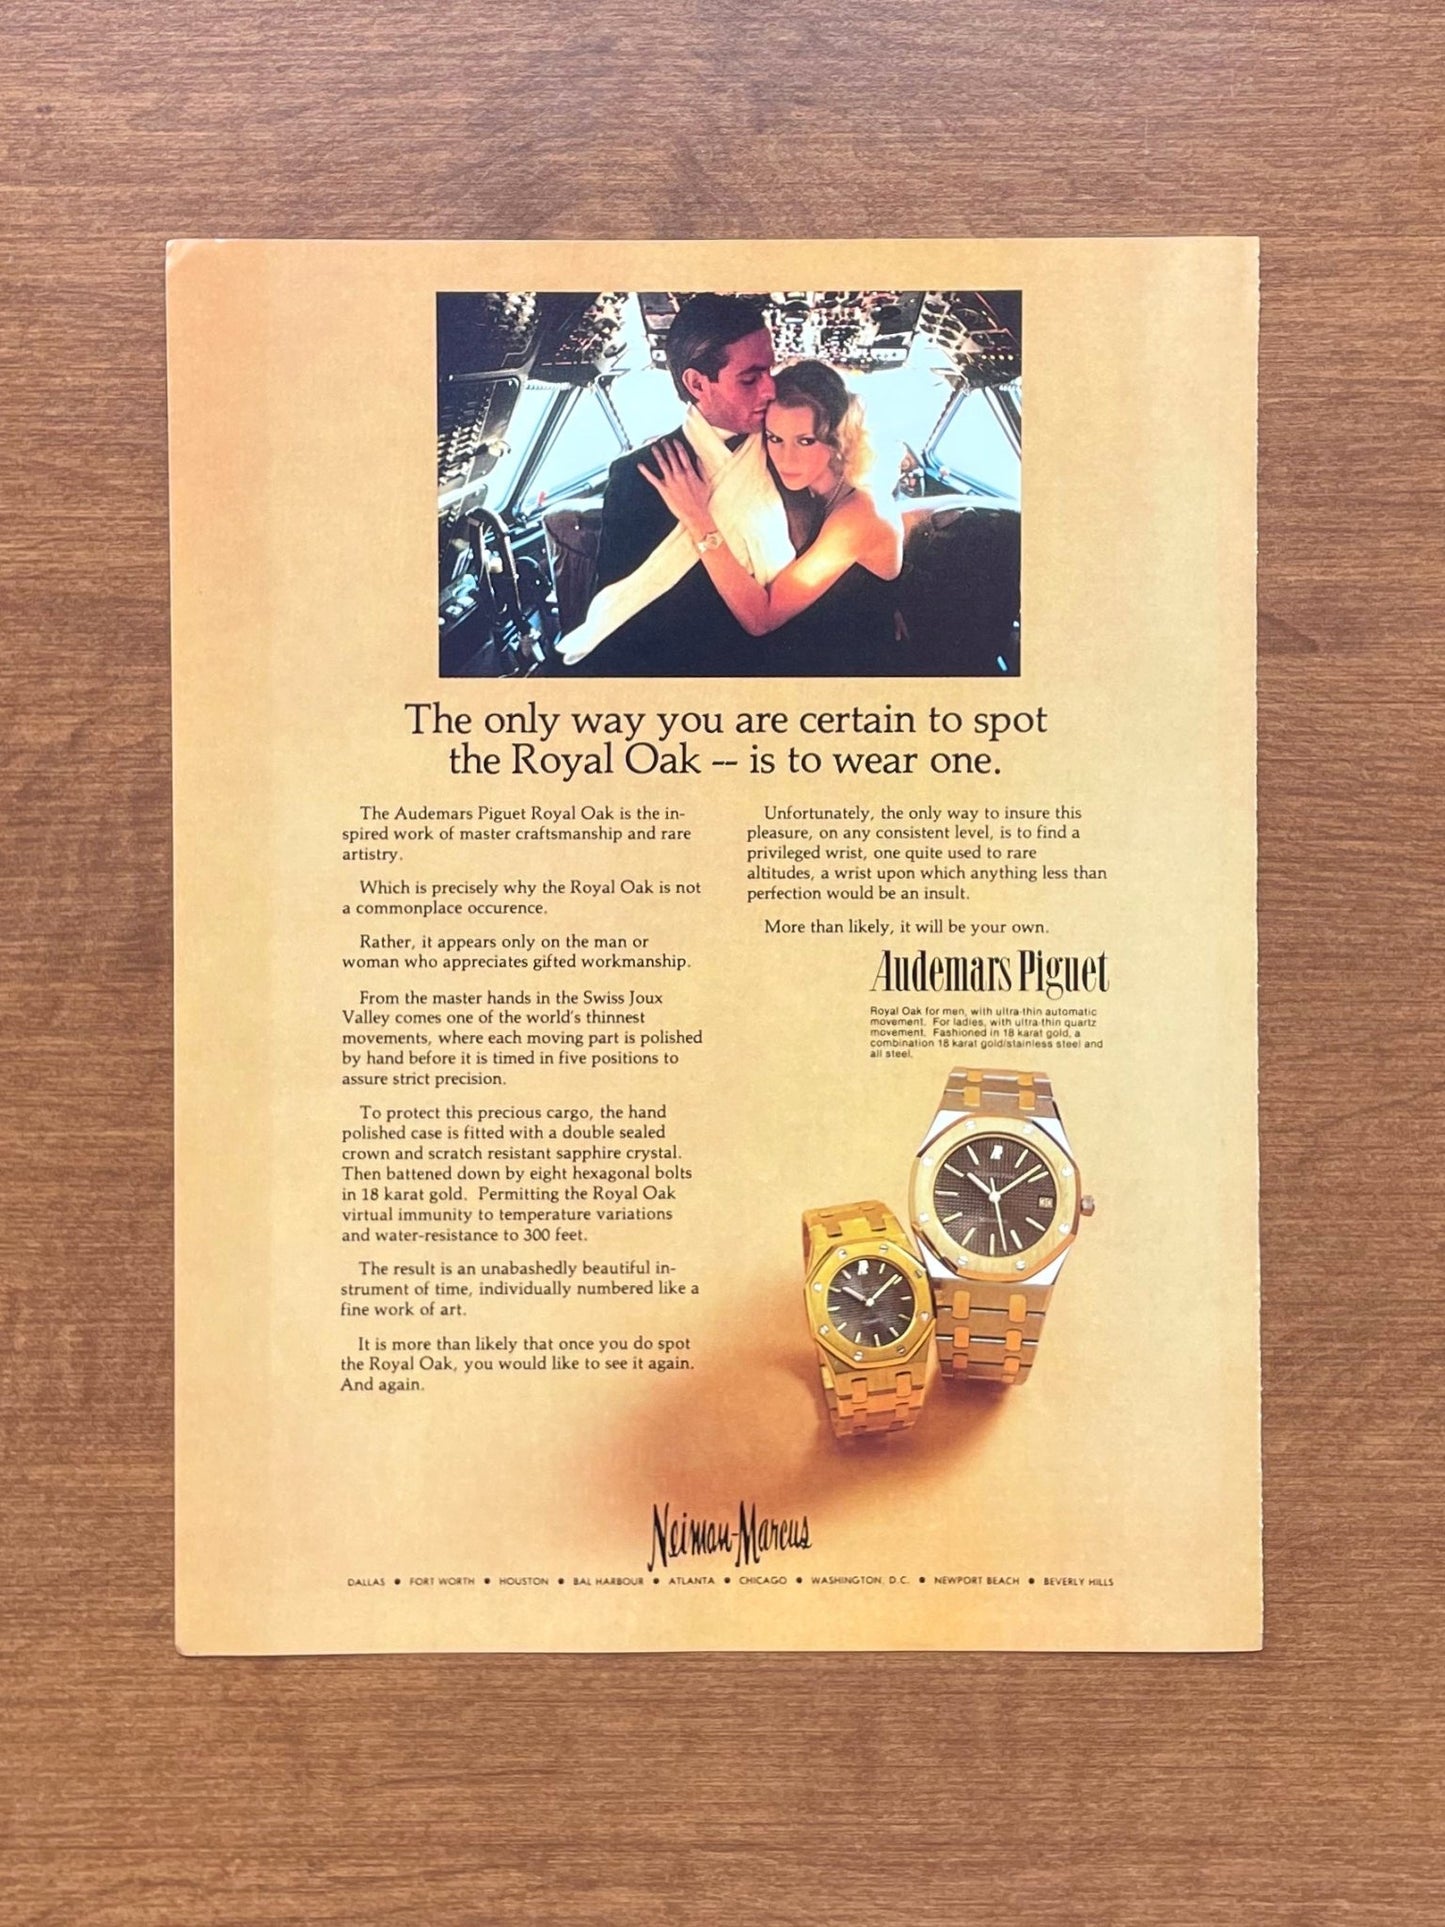 The only way you are certain to spot
the Royal Oak -- is to wear one.
The Audemars Piguet Royal Oak is the in-
spired work of master craftsmanship and rare
artistry.
Which is precisely why the Royal Oak is not
a commonplace occurence.
Rather, it appears only on the man or
woman who appreciates gifted workmanship.
From the master hands in the Swiss Joux
Valley comes one of the world's thinnest
movements, where each moving part is polished
by hand before it is timed in five positions to
assure strict precision.
To protect this precious cargo, the hand
polished case is fitted with a double sealed
crown and scratch resistant sapphire crystal.
Then battened down by eight hexagonal bolts
in 18 karat gold. Permitting the Royal Oak
virtual immunity to temperature variations
and water-resistance to 300 feet.
The result is an unabashedly beautiful in-
strument of time, individually numbered like a
fine work of art.
It is more than likely that once you do spot
the Royal Oak, you would like to see it again.
And again.
Unfortunately, the only way to insure this
pleasure, on any consistent level, is to find a
privileged wrist, one quite used to rare
altitudes, a wrist upon which anything less than
perfection would be an insult.
More than likely, it will be your own.
Audemars Piguet
Royal Oak for men, with ultra-thin automatic
movement. For ladies, with ultra-thin quartz
movement. Fashioned in 18 karat gold, a
combination 18 karat gold/stainless steel and
all steel.
Neiman-Marcus
DALLAS • FORT WORTH • HOUSTON • BAL HARBOUR • ATLANTA • CHICAGO • WASHINGTON, D.C. • NEWPORT BEACH • BEVERLY HILLS